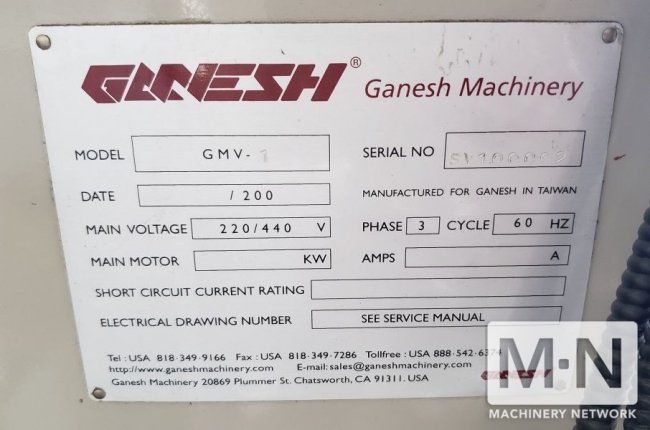 GANESH® Ganesh Machinery
MODEL GMV-1 SERIAL NO
DATE / 200 MANUFACTURED FOR GANESH IN TAIWAN
MAIN VOLTAGE 220/440 V PHASE 3 CYCLE 60 HZ
MAIN MOTOR KW AMPS A
SHORT CIRCUIT CURRENT RATING
ELECTRICAL DRAWING NUMBER SEE SERVICE MANUAL
Tel : USA 818-349-9166 Fax : USA 818-349-7286 Tollfree : USA 888-542-6374
http://www.ganeshmachinery.com E-mail:sales@ganeshmachinery.com
GANESH
Ganesh Machinery 20869 Plummer St. Chatsworth, CA 91311. USA
M·N
MACHINERY NETWORK